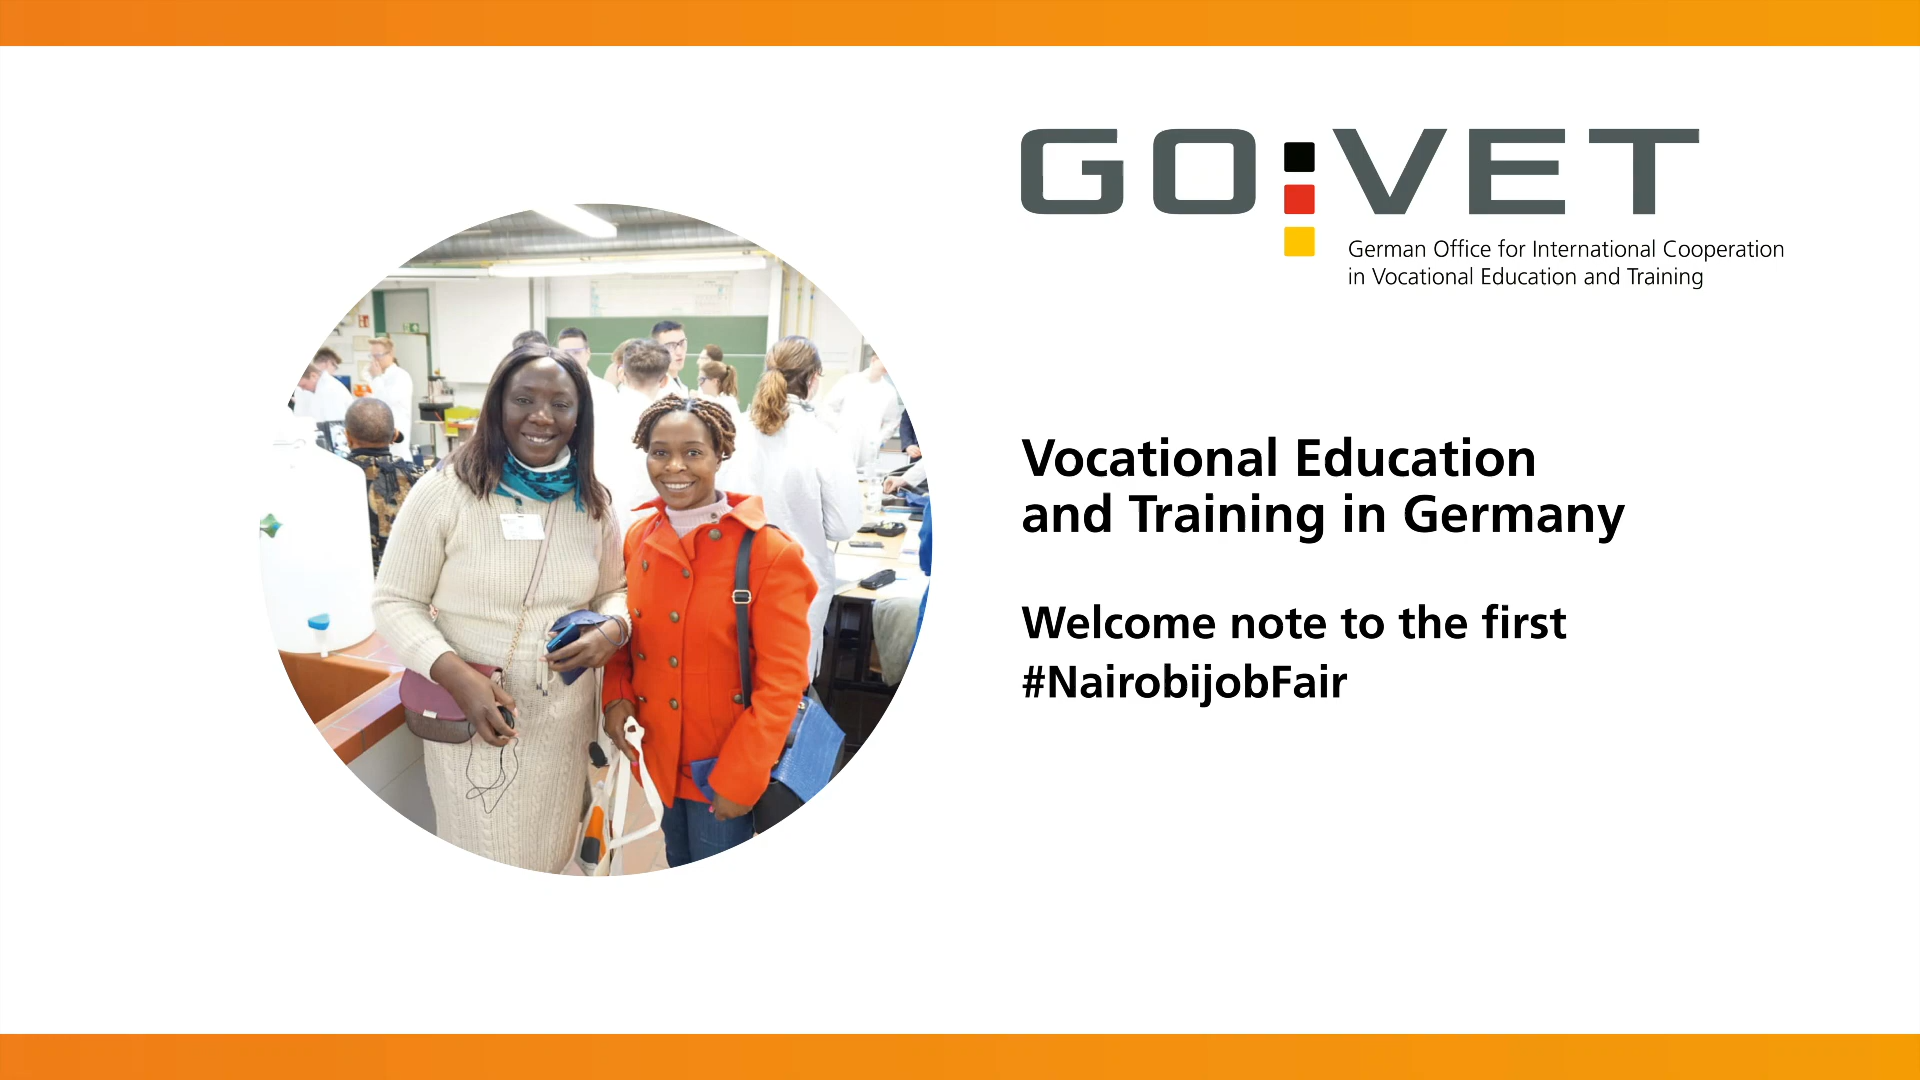 GO:VET
German Office for International Cooperation
in Vocational Education and Training
Vocational Education
and Training in Germany
Welcome note to the first
#NairobijobFair